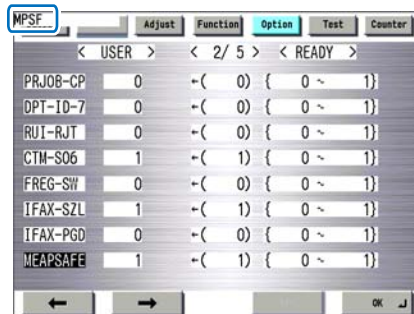 MPSF
Adjust Function Option Test Counter
< USER > < 2/ 5 > < READY >
PRJOB-CP 0 ←( 0) { 0 ~ 1}
DPT-ID-7 0 ←( 0) { 0 ~ 1}
RUI-RJT 0 ←( 0) { 0 ~ 1}
CTM-S06 1 ←( 1) { 0 ~ 1}
FREG-SW 0 ←( 0) { 0 ~ 1}
IFAX-SZL 1 ←( 1) { 0 ~ 1}
IFAX-PGD 0 ←( 0) { 0 ~ 1}
MEAPSAFE 1 ←( 1) { 0 ~ 1}
← → OK ┘